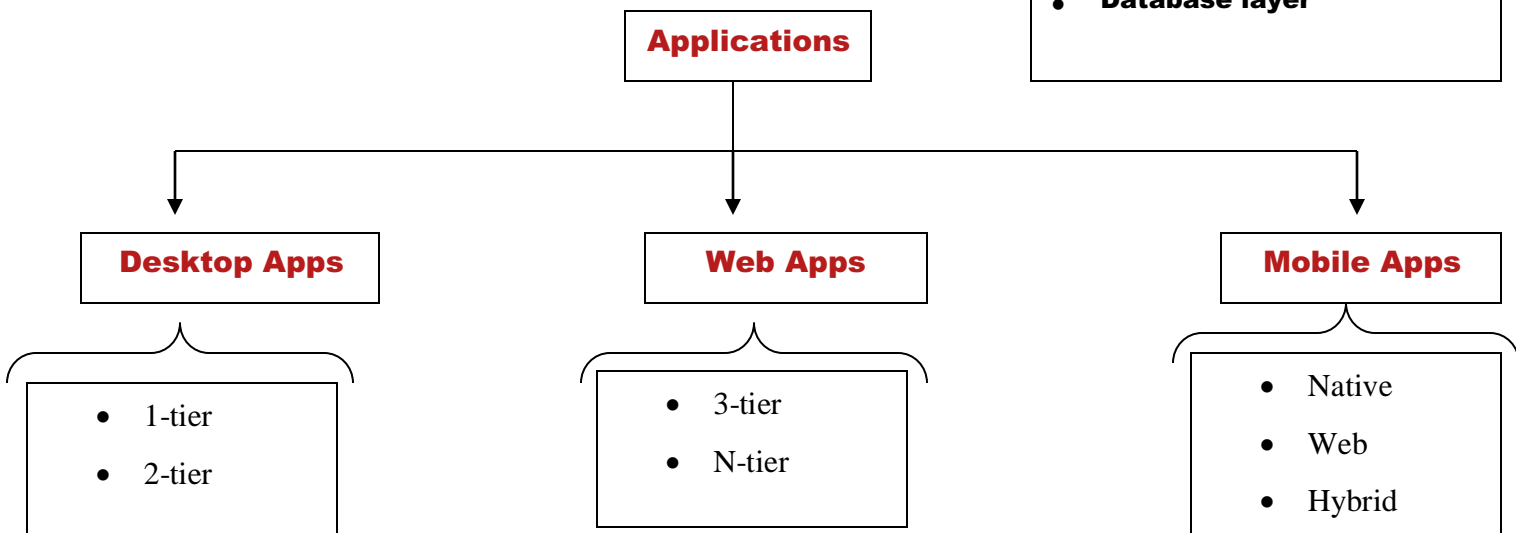 Database layer
Applications
Desktop Apps
Web Apps
Mobile Apps
• 1-tier
• 2-tier
• 3-tier
• N-tier
• Native
• Web
• Hybrid